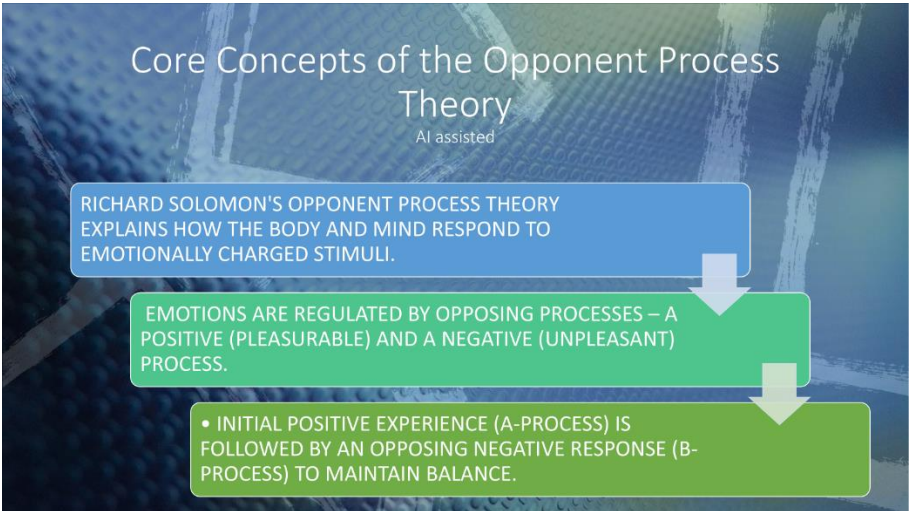 Core Concepts of the Opponent Process
Theory
AI assisted
RICHARD SOLOMON'S OPPONENT PROCESS THEORY
EXPLAINS HOW THE BODY AND MIND RESPOND TO
EMOTIONALLY CHARGED STIMULI.
EMOTIONS ARE REGULATED BY OPPOSING PROCESSES – A
POSITIVE (PLEASURABLE) AND A NEGATIVE (UNPLEASANT)
PROCESS.
• INITIAL POSITIVE EXPERIENCE (A-PROCESS) IS
FOLLOWED BY AN OPPOSING NEGATIVE RESPONSE (B-
PROCESS) TO MAINTAIN BALANCE.